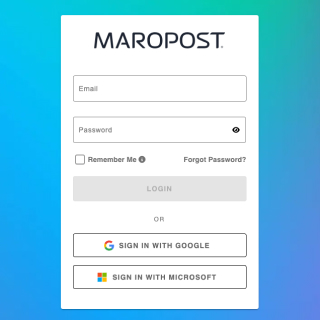 MAROPOST
Email
Password
Remember Me
Forgot Password?
LOGIN
OR
SIGN IN WITH GOOGLE
SIGN IN WITH MICROSOFT